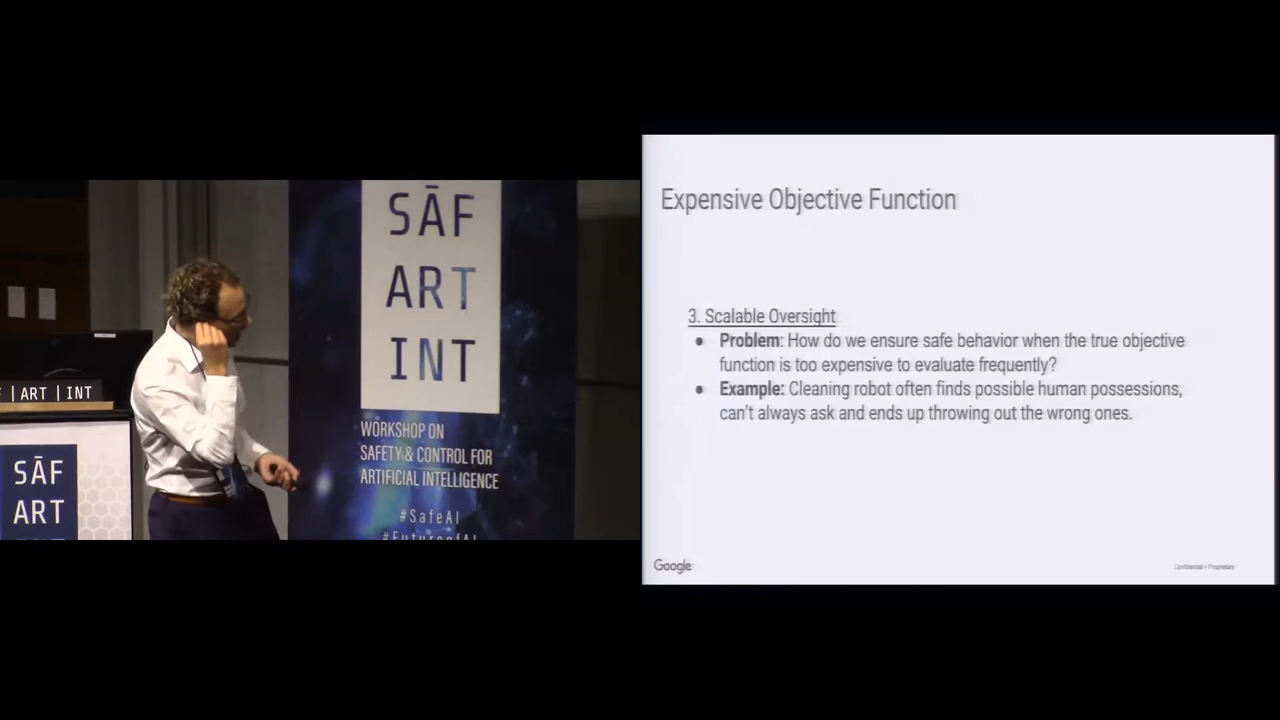 SĀF
ART
INT
WORKSHOP ON
SAFETY & CONTROL FOR
ARTIFICIAL INTELLIGENCE
#SafeAI
#FutureofAI
| ART | INT
SĀF
ART
Expensive Objective Function
3. Scalable Oversight
● Problem: How do we ensure safe behavior when the true objective
function is too expensive to evaluate frequently?
● Example: Cleaning robot often finds possible human possessions,
can't always ask and ends up throwing out the wrong ones.
Google
Confidential + Proprietary